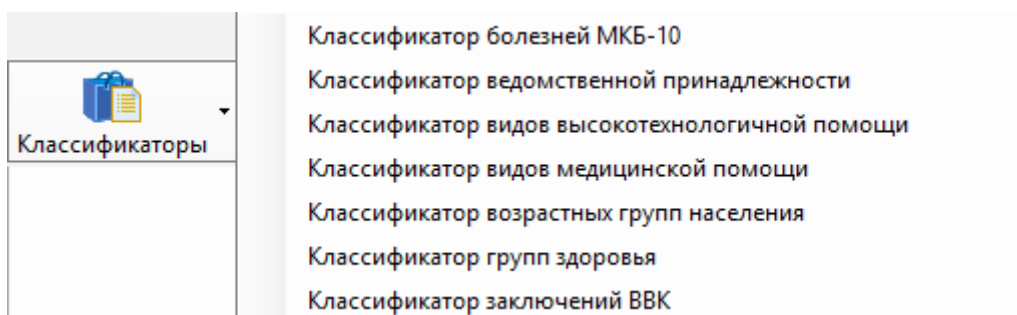 Классификаторы
Классификатор болезней МКБ-10
Классификатор ведомственной принадлежности
Классификатор видов высокотехнологичной помощи
Классификатор видов медицинской помощи
Классификатор возрастных групп населения
Классификатор групп здоровья
Классификатор заключений ВВК